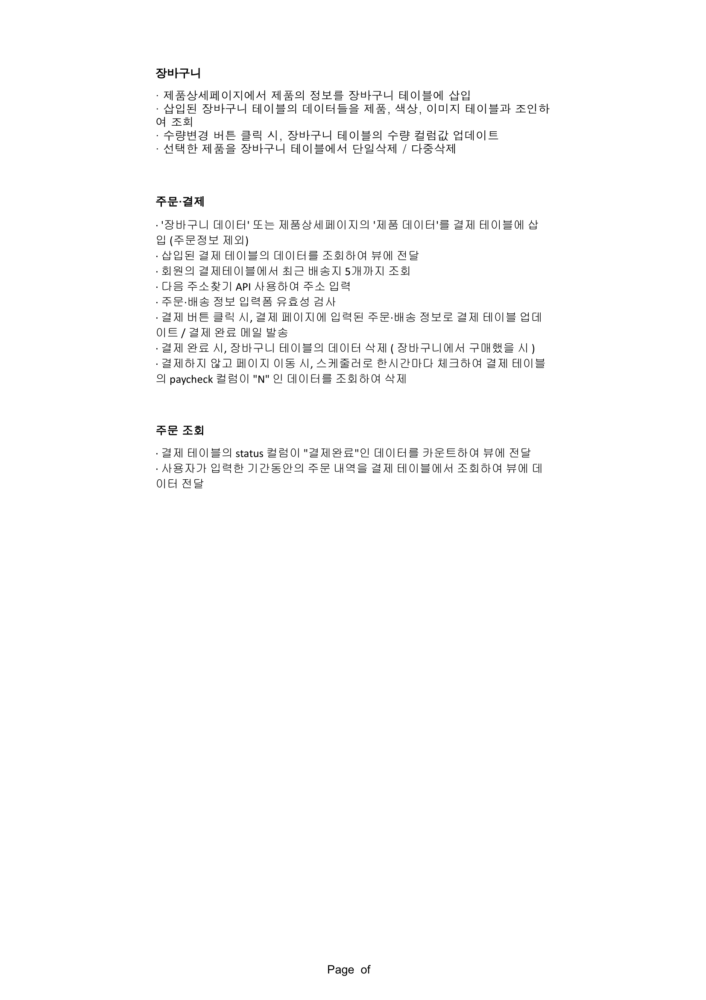 장바구니
· 제품상세페이지에서 제품의 정보를 장바구니 테이블에 삽입
· 삽입된 장바구니 테이블의 데이터들을 제품, 색상, 이미지 테이블과 조인하
여 조회
· 수량변경 버튼 클릭 시, 장바구니 테이블의 수량 컬럼값 업데이트
· 선택한 제품을 장바구니 테이블에서 단일삭제 / 다중삭제
주문·결제
· '장바구니 데이터' 또는 제품상세페이지의 '제품 데이터'를 결제 테이블에 삽
입 (주문정보 제외)
· 삽입된 결제 테이블의 데이터를 조회하여 뷰에 전달
· 회원의 결제테이블에서 최근 배송지 5개까지 조회
· 다음 주소찾기 API 사용하여 주소 입력
· 주문·배송 정보 입력폼 유효성 검사
· 결제 버튼 클릭 시, 결제 페이지에 입력된 주문·배송 정보로 결제 테이블 업데
이트 / 결제 완료 메일 발송
· 결제 완료 시, 장바구니 테이블의 데이터 삭제 ( 장바구니에서 구매했을 시 )
· 결제하지 않고 페이지 이동 시, 스케줄러로 한시간마다 체크하여 결제 테이블
의 paycheck 컬럼이 "N" 인 데이터를 조회하여 삭제
주문 조회
· 결제 테이블의 status 컬럼이 "결제완료"인 데이터를 카운트하여 뷰에 전달
· 사용자가 입력한 기간동안의 주문 내역을 결제 테이블에서 조회하여 뷰에 데
이터 전달
Page of